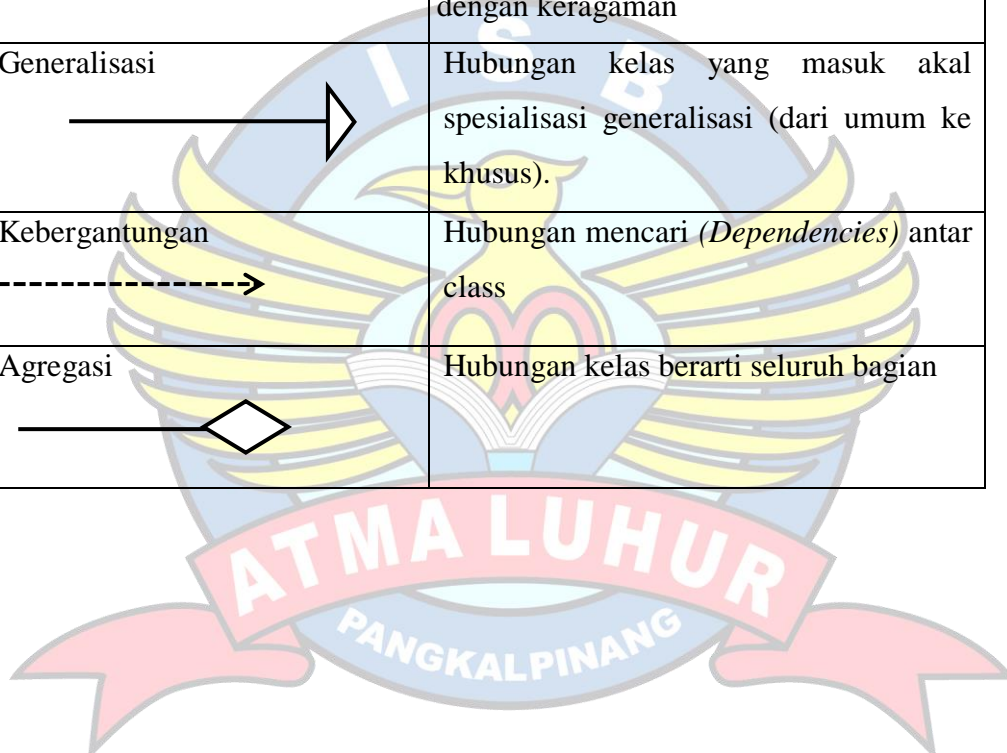 dengan keragaman
Generalisasi
Hubungan kelas yang masuk akal
spesialisasi generalisasi (dari umum ke
khusus).
Kebergantungan
Hubungan mencari (Dependencies) antar
class
Agregasi
Hubungan kelas berarti seluruh bagian
I S B
ATMA LUHUR
PANGKALPINANG